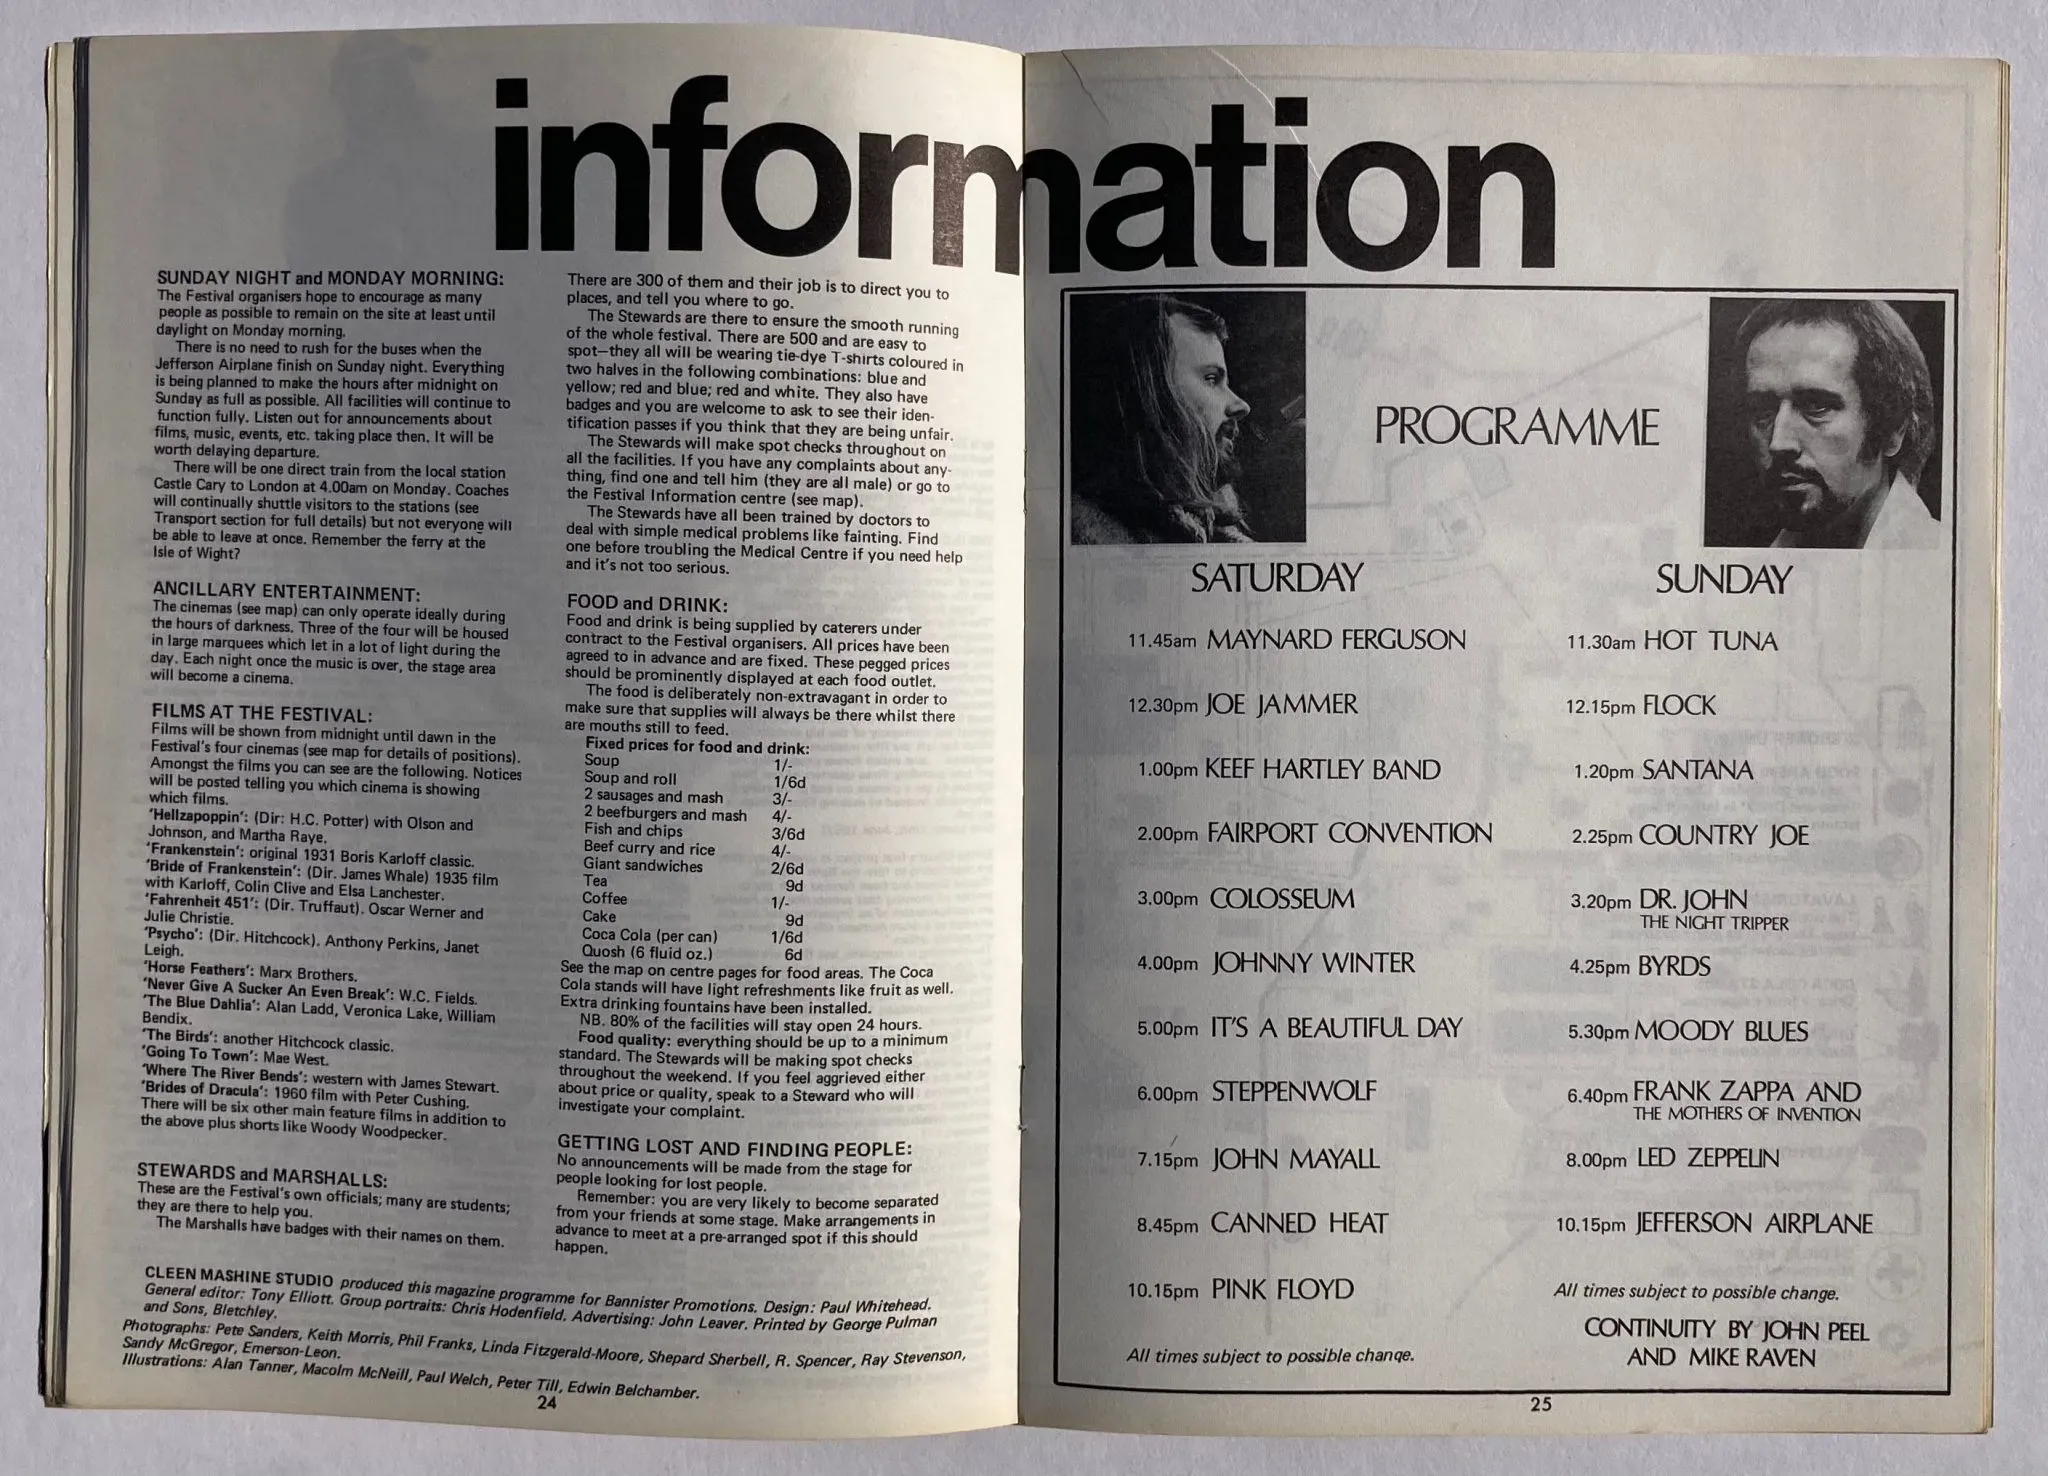 information
SUNDAY NIGHT and MONDAY MORNING:
The Festival organisers hope to encourage as many
people as possible to remain on the site at least until
daylight on Monday morning.
There is no need to rush for the buses when the
Jefferson Airplane finish on Sunday night. Everything
is being planned to make the hours after midnight on
Sunday as full as possible. All facilities will continue to
function fully. Listen out for announcements about
films, music, events, etc. taking place then. It will be
worth delaying departure.
There will be one direct train from the local station
Castle Cary to London at 4.00am on Monday. Coaches
will continually shuttle visitors to the stations (see
Transport section for full details) but not everyone will
be able to leave at once. Remember the ferry at the
Isle of Wight?
ANCILLARY ENTERTAINMENT:
The cinemas (see map) can only operate ideally during
the hours of darkness. Three of the four will be housed
in large marquees which let in a lot of light during the
day. Each night once the music is over, the stage area
will become a cinema.
FILMS AT THE FESTIVAL:
Films will be shown from midnight until dawn in the
Festival's four cinemas (see map for details of positions).
Amongst the films you can see are the following. Notices
will be posted telling you which cinema is showing
which films.
'Hellzapoppin': (Dir: H.C. Potter) with Olson and
Johnson, and Martha Raye.
'Frankenstein': original 1931 Boris Karloff classic.
'Bride of Frankenstein': (Dir. James Whale) 1935 film
with Karloff, Colin Clive and Elsa Lanchester.
'Fahrenheit 451': (Dir. Truffaut). Oscar Werner and
Julie Christie.
'Psycho': (Dir. Hitchcock). Anthony Perkins, Janet
Leigh.
'Horse Feathers': Marx Brothers.
'Never Give A Sucker An Even Break': W.C. Fields.
'The Blue Dahlia': Alan Ladd, Veronica Lake, William
Bendix.
'The Birds': another Hitchcock classic.
'Going To Town': Mae West.
'Where The River Bends': western with James Stewart.
'Brides of Dracula': 1960 film with Peter Cushing.
There will be six other main feature films in addition to
the above plus shorts like Woody Woodpecker.
STEWARDS and MARSHALLS:
These are the Festival's own officials; many are students;
they are there to help you.
The Marshalls have badges with their names on them.
There are 300 of them and their job is to direct you to
places, and tell you where to go.
The Stewards are there to ensure the smooth running
of the whole festival. There are 500 and are easy to
spot—they all will be wearing tie-dye T-shirts coloured in
two halves in the following combinations: blue and
yellow; red and blue; red and white. They also have
badges and you are welcome to ask to see their iden-
tification passes if you think that they are being unfair.
The Stewards will make spot checks throughout on
all the facilities. If you have any complaints about any-
thing, find one and tell him (they are all male) or go to
the Festival Information centre (see map).
The Stewards have all been trained by doctors to
deal with simple medical problems like fainting. Find
one before troubling the Medical Centre if you need help
and it's not too serious.
FOOD and DRINK:
Food and drink is being supplied by caterers under
contract to the Festival organisers. All prices have been
agreed to in advance and are fixed. These pegged prices
should be prominently displayed at each food outlet.
The food is deliberately non-extravagant in order to
make sure that supplies will always be there whilst there
are mouths still to feed.
Fixed prices for food and drink:
Soup 1/-
Soup and roll 1/6d
2 sausages and mash 3/-
2 beefburgers and mash 4/-
Fish and chips 3/6d
Beef curry and rice 4/-
Giant sandwiches 2/6d
Tea 9d
Coffee 1/-
Cake 9d
Coca Cola (per can) 1/6d
Quosh (6 fluid oz.) 6d
See the map on centre pages for food areas. The Coca
Cola stands will have light refreshments like fruit as well.
Extra drinking fountains have been installed.
NB. 80% of the facilities will stay open 24 hours.
Food quality: everything should be up to a minimum
standard. The Stewards will be making spot checks
throughout the weekend. If you feel aggrieved either
about price or quality, speak to a Steward who will
investigate your complaint.
GETTING LOST AND FINDING PEOPLE:
No announcements will be made from the stage for
people looking for lost people.
Remember: you are very likely to become separated
from your friends at some stage. Make arrangements in
advance to meet at a pre-arranged spot if this should
happen.
CLEEN MASHINE STUDIO produced this magazine programme for Bannister Promotions. Design: Paul Whitehead.
General editor: Tony Elliott. Group portraits: Chris Hodenfield. Advertising: John Leaver. Printed by George Pulman
and Sons, Bletchley.
Photographs: Pete Sanders, Keith Morris, Phil Franks, Linda Fitzgerald-Moore, Shepard Sherbell, R. Spencer, Ray Stevenson,
Sandy McGregor, Emerson-Leon.
Illustrations: Alan Tanner, Macolm McNeill, Paul Welch, Peter Till, Edwin Belchamber.
24
PROGRAMME
SATURDAY
11.45am MAYNARD FERGUSON
12.30pm JOE JAMMER
1.00pm KEEF HARTLEY BAND
2.00pm FAIRPORT CONVENTION
3.00pm COLOSSEUM
4.00pm JOHNNY WINTER
5.00pm IT'S A BEAUTIFUL DAY
6.00pm STEPPENWOLF
7.15pm JOHN MAYALL
8.45pm CANNED HEAT
10.15pm PINK FLOYD
All times subject to possible change.
SUNDAY
11.30am HOT TUNA
12.15pm FLOCK
1.20pm SANTANA
2.25pm COUNTRY JOE
3.20pm DR. JOHN
THE NIGHT TRIPPER
4.25pm BYRDS
5.30pm MOODY BLUES
6.40pm FRANK ZAPPA AND
THE MOTHERS OF INVENTION
8.00pm LED ZEPPELIN
10.15pm JEFFERSON AIRPLANE
All times subject to possible change.
CONTINUITY BY JOHN PEEL
AND MIKE RAVEN
25